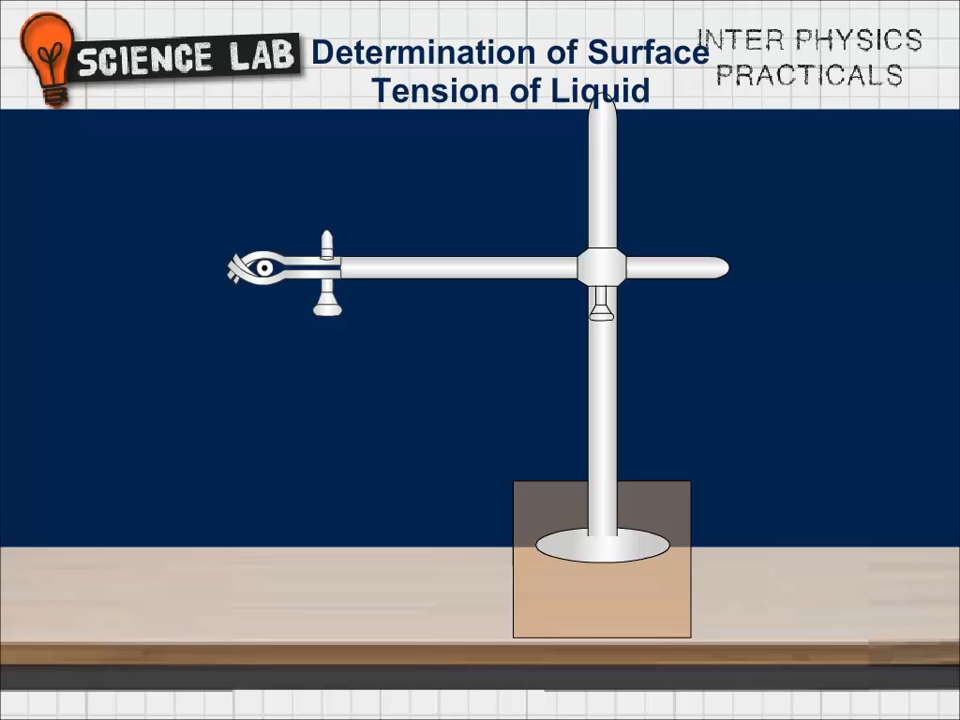 SCIENCE LAB
Determination of Surface
Tension of Liquid
INTER PHYSICS
PRACTICALS